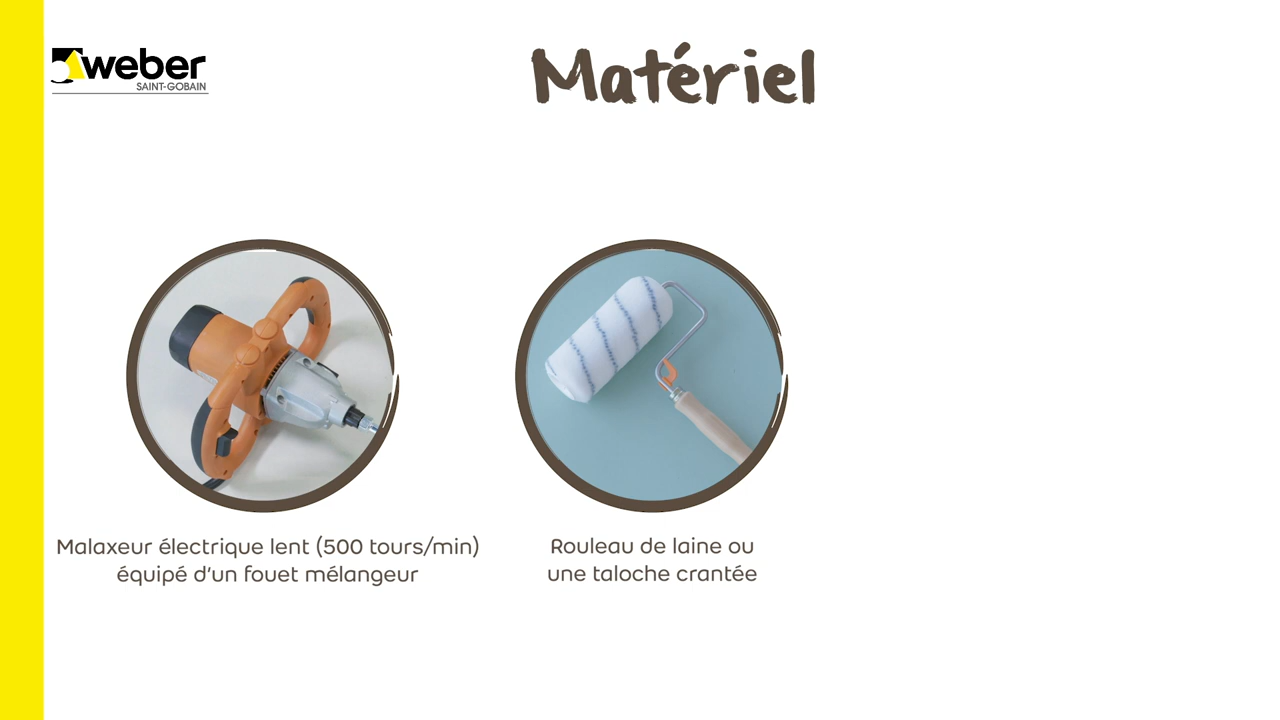 weber
SAINT-GOBAIN
Matériel
Malaxeur électrique lent (500 tours/min)
équipé d'un fouet mélangeur
Rouleau de laine ou
une taloche crantée